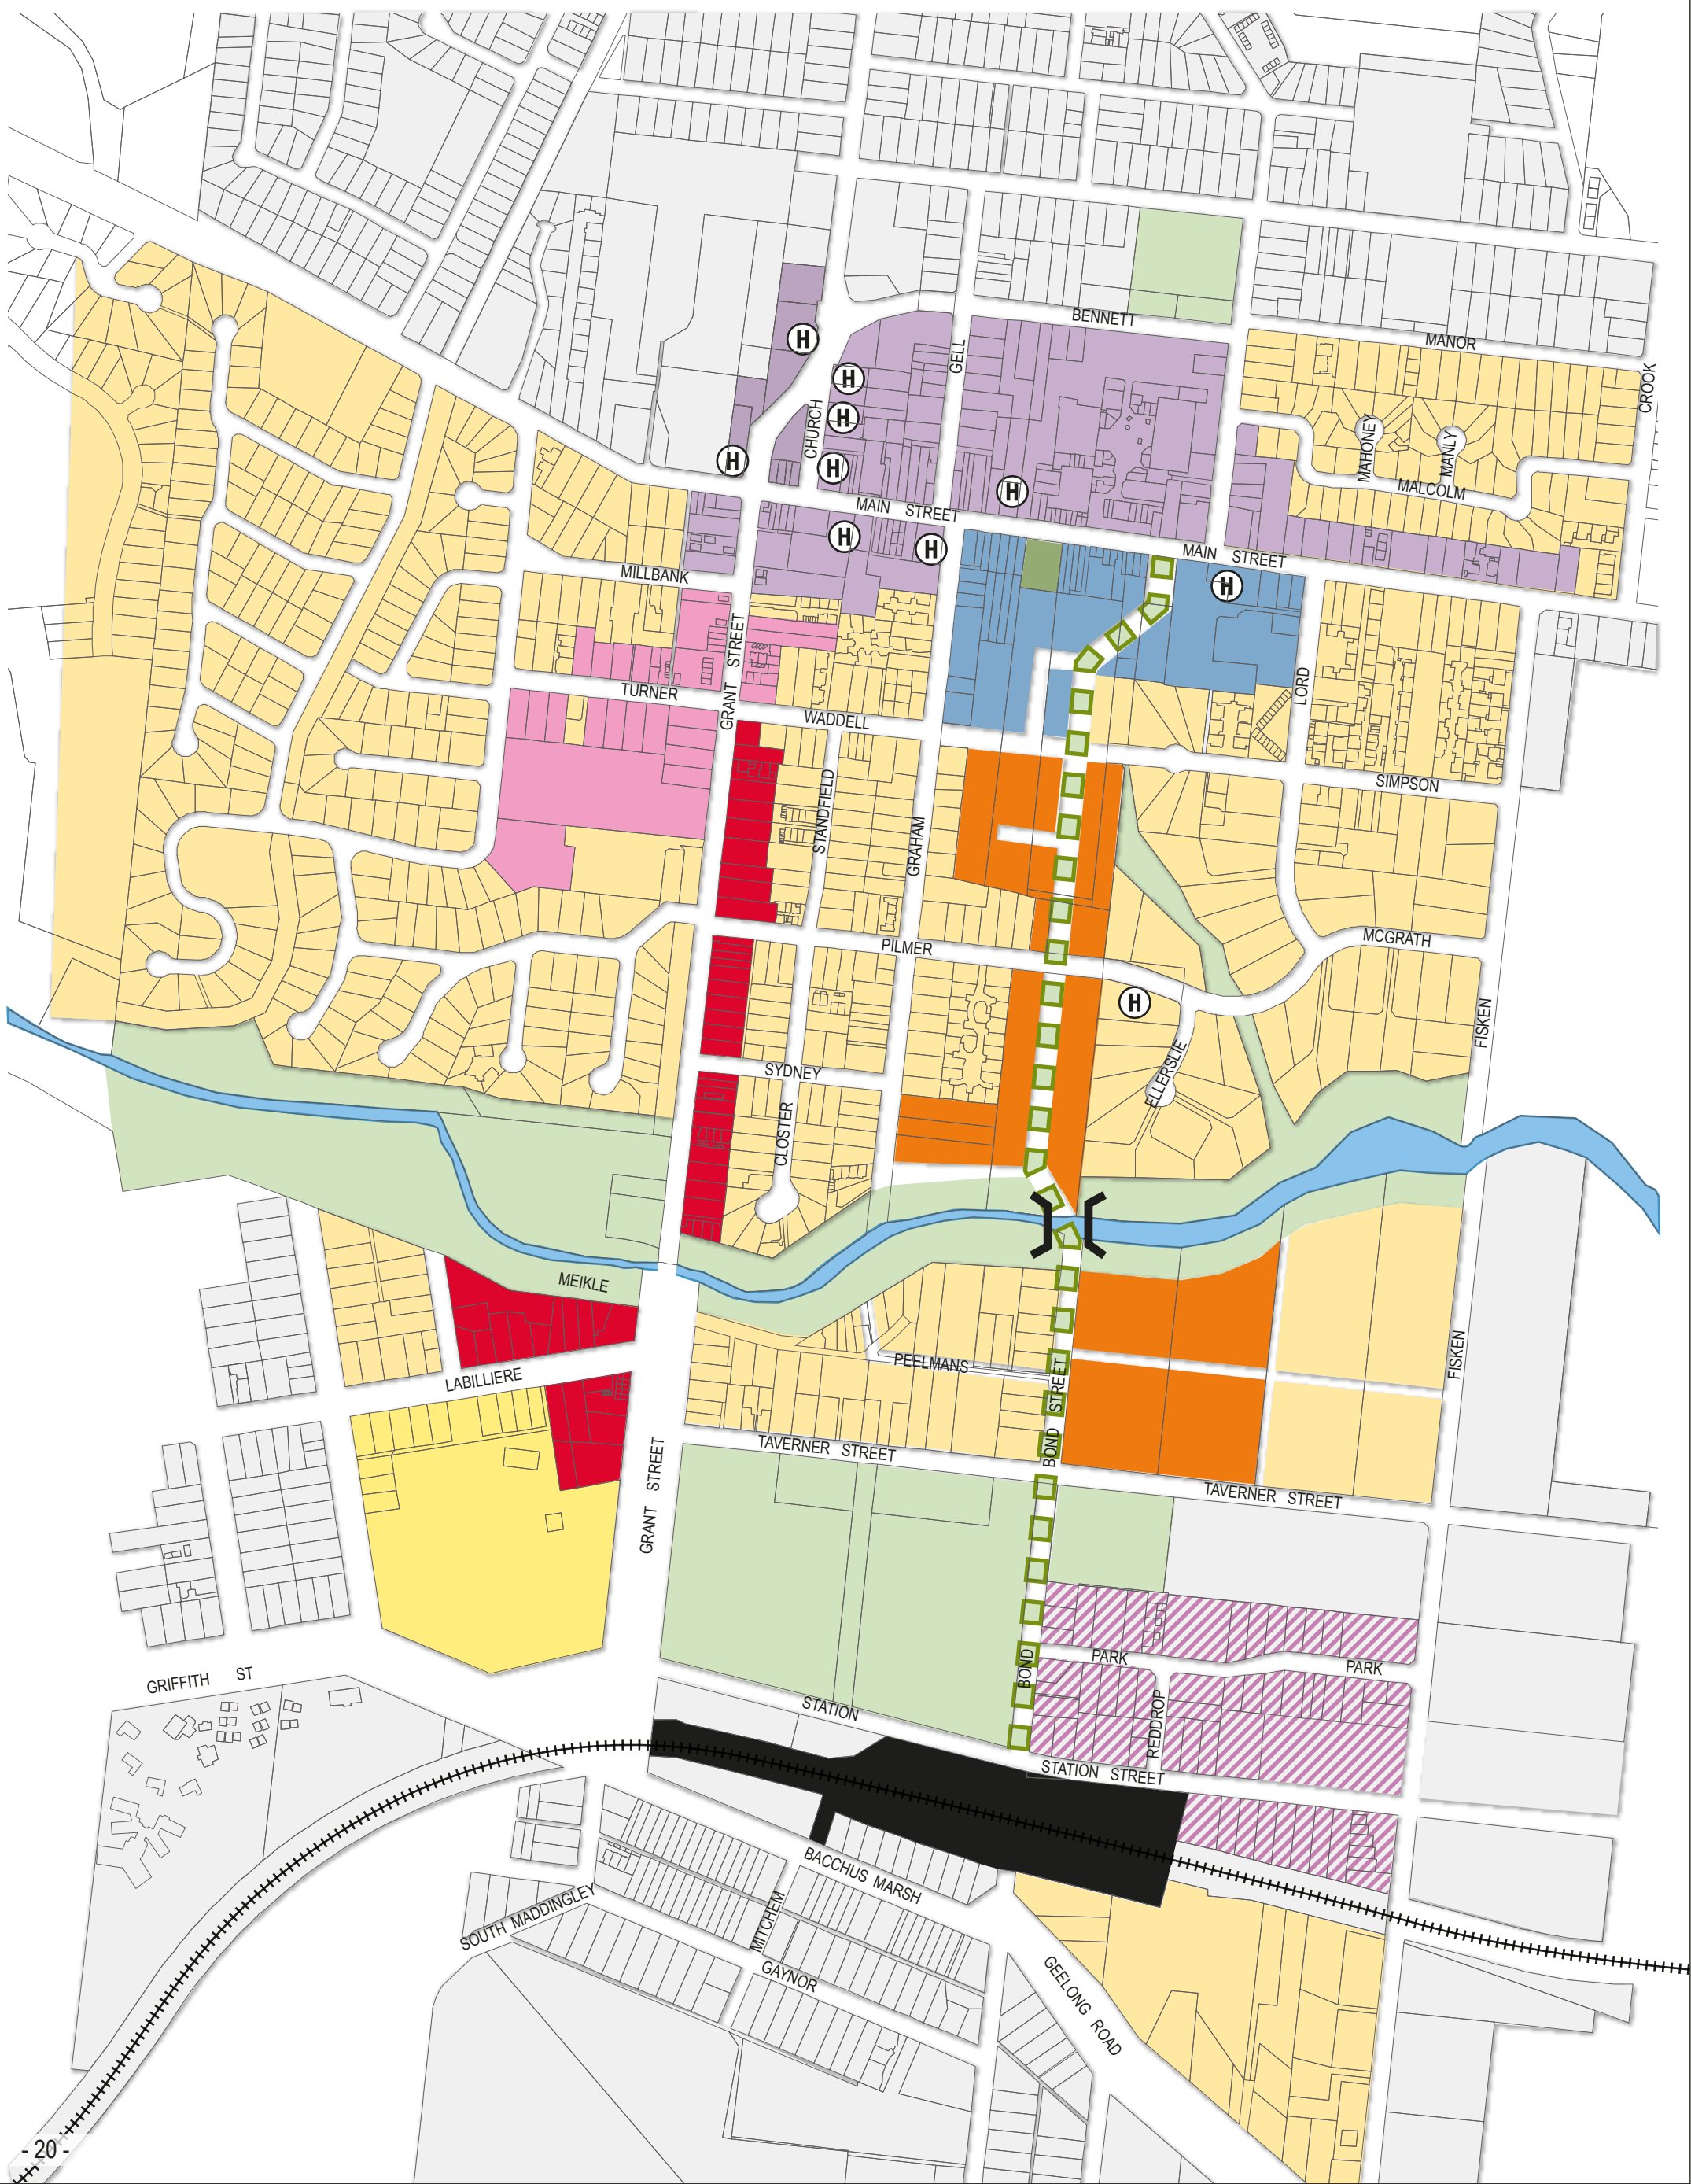 BENNETT
MANOR
CROOK
GELL
H
H
H
CHURCH
MAHONEY
MANLY
H
H
H
MALCOLM
MAIN STREET
H
H
MAIN STREET
MILLBANK
H
GRANT STREET
TURNER
LORD
WADDELL
SIMPSON
STANDFIELD
GRAHAM
PILMER
MCGRATH
H
FISKEN
SYDNEY
ELLERSLIE
CLOSTER
MEIKLE
FISKEN
PEELMANS
LABILLIERE
BOND STREET
TAVERNER STREET
GRANT STREET
TAVERNER STREET
PARK
BOND
PARK
GRIFFITH ST
STATION
REDDROP
STATION STREET
BACCHUS MARSH
SOUTH MADDINGLEY
MITCHEM
GAYNOR
GEELONG ROAD
- 20 -